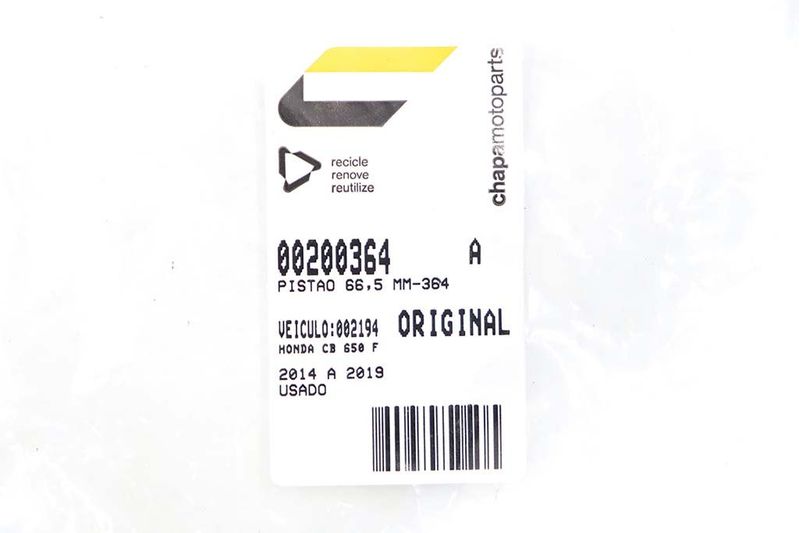 chapamotoparts
recicle
renove
reutilize
00200364 A
PISTAO 66,5 MM-364
VEICULO:002194 ORIGINAL
HONDA CB 650 F
2014 A 2019
USADO